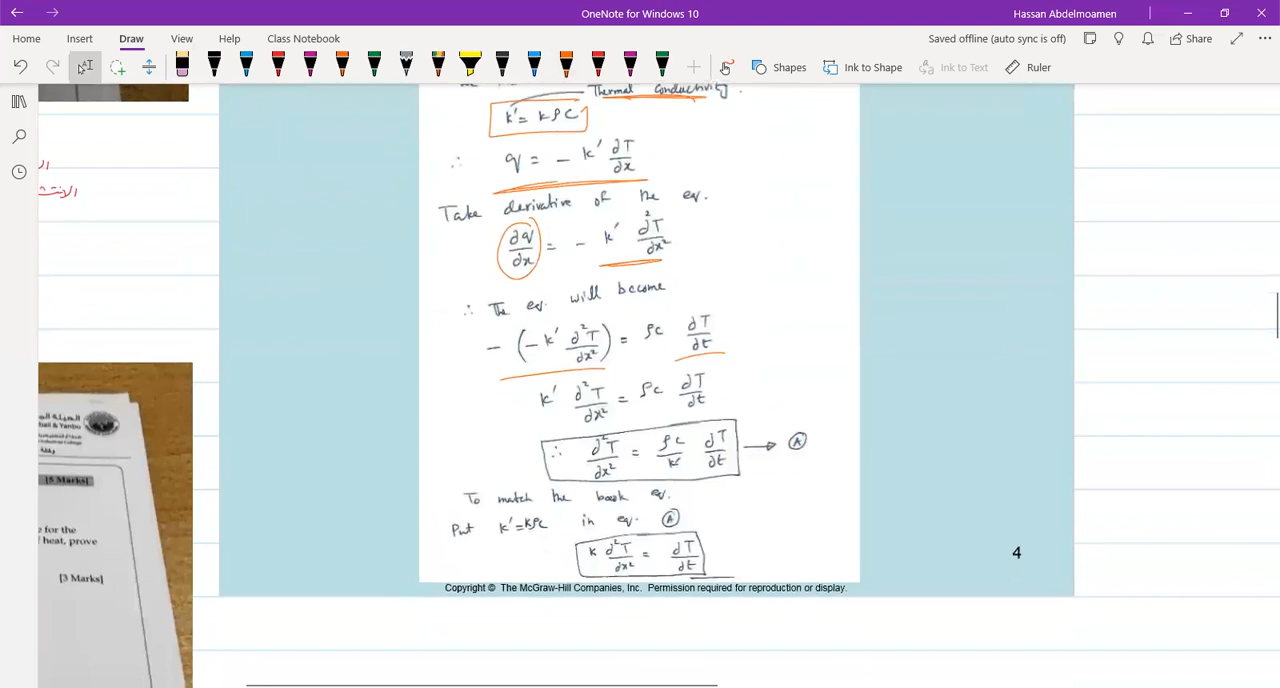 OneNote for Windows 10
Hassan Abdelmoamen
Home Insert Draw View Help Class Notebook
Saved offline (auto sync is off)
Share
Shapes
Ink to Shape
Ink to Text
Ruler
Thermal Conductivity.
k' = kρc
∴ q = - k' ∂T/∂x
Take derivative of the eq.
∂q/∂x = - k' ∂²T/∂x²
∴ The eq. will become
- (- k' ∂²T/∂x²) = ρc ∂T/∂t
k' ∂²T/∂x² = ρc ∂T/∂t
∴ ∂²T/∂x² = ρc/k' ∂T/∂t → Ⓐ
To match the book eq.
Put k'=kρc in eq. Ⓐ
k ∂²T/∂x² = ∂T/∂t
4
Copyright © The McGraw-Hill Companies, Inc. Permission required for reproduction or display.
[5 Marks]
e for the
f heat, prove
[3 Marks]